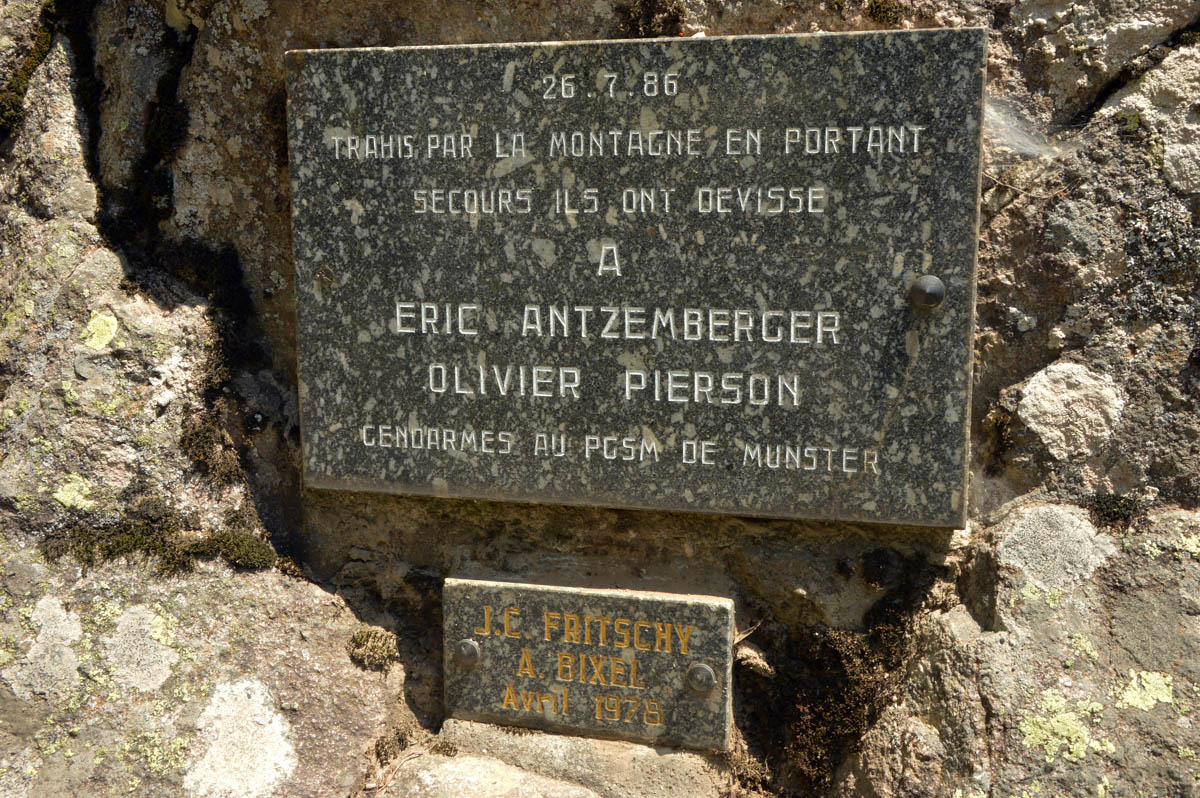 26.7.86
TRAHIS PAR LA MONTAGNE EN PORTANT
SECOURS ILS ONT DEVISSE
A
ERIC ANTZEMBERGER
OLIVIER PIERSON
GENDARMES AU PGSM DE MUNSTER
J.C. FRITSCHY
A. BIXEL
Avril 1978